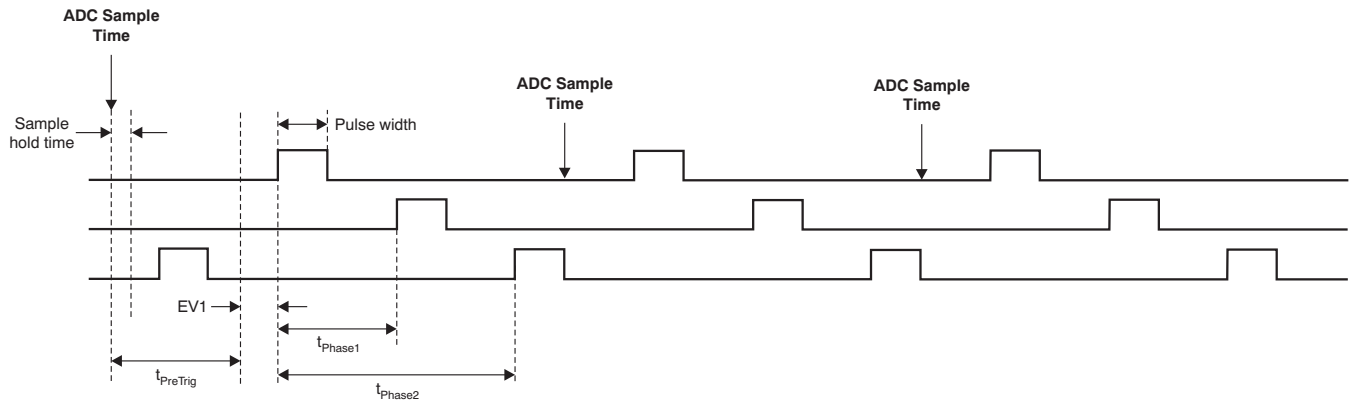 ADC Sample
Time
ADC Sample
Time
ADC Sample
Time
Sample
hold time
Pulse width
EV1
tPhase1
tPreTrig
tPhase2